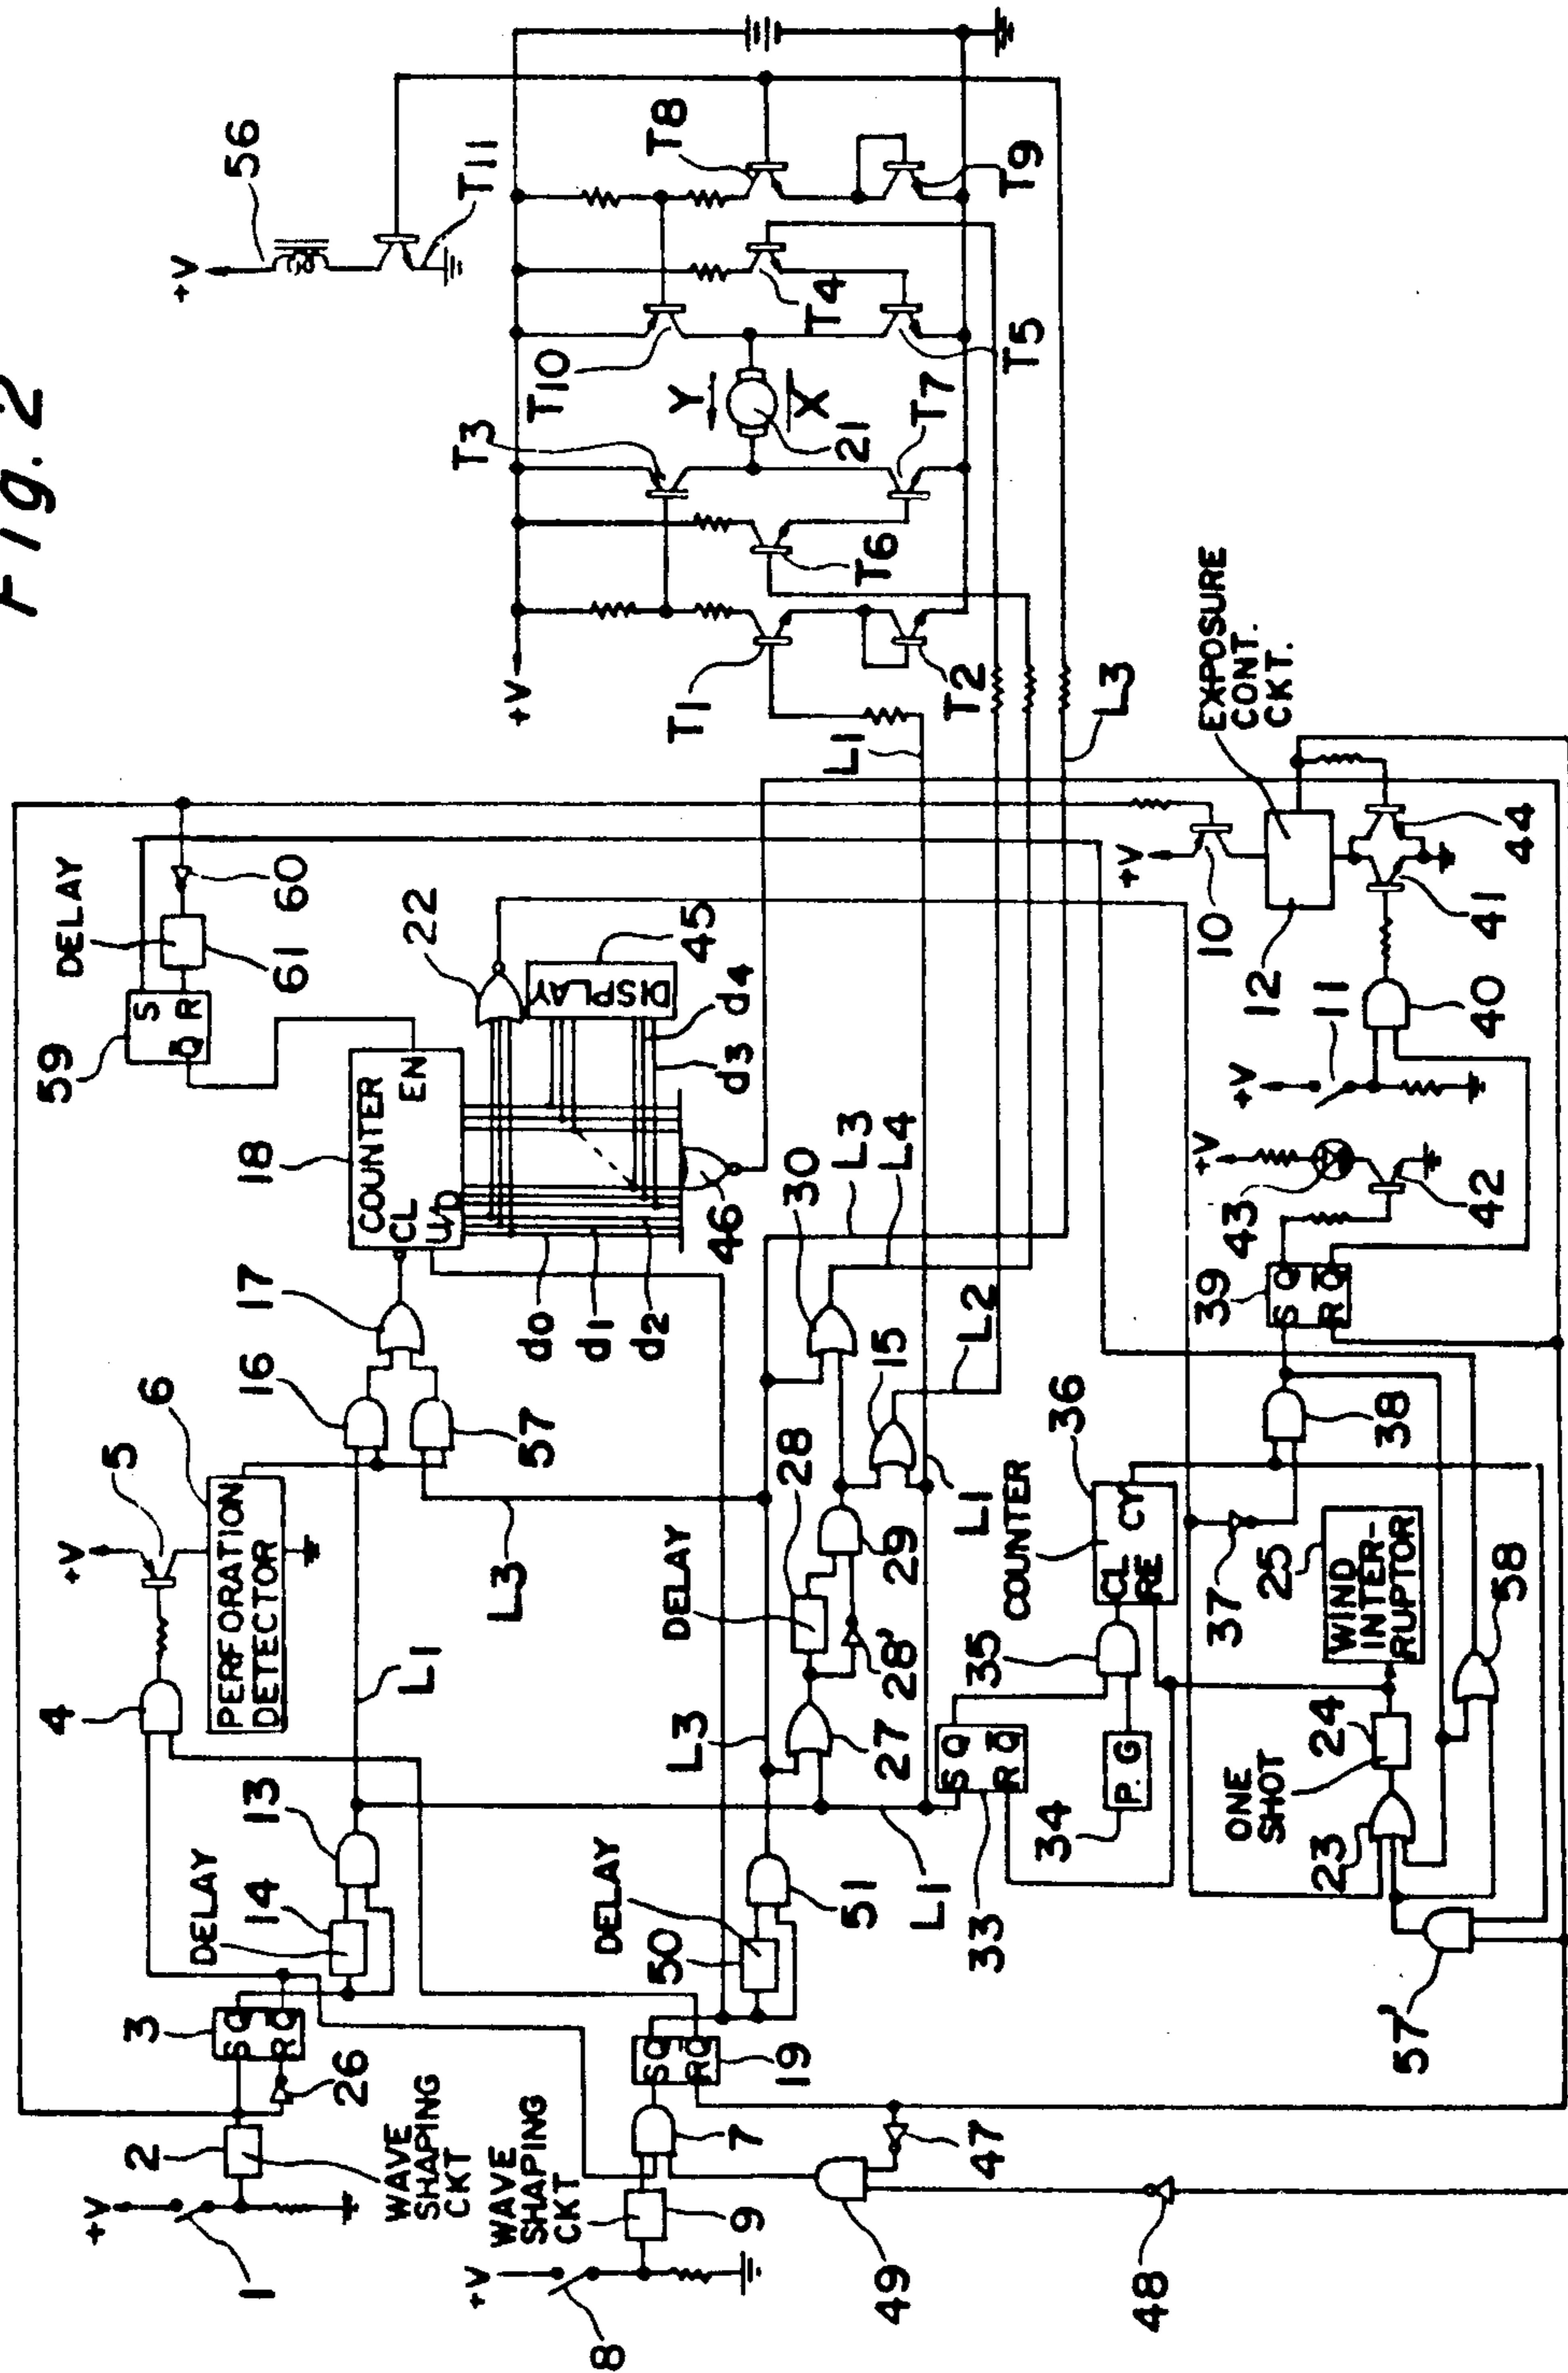 Fig. 2
+V
56
T11
T8
T9
T4
T5
T10
Y
X
21
T3
T7
T6
+V
T1
T2
L1
L3
EXPOSURE
CONT.
CKT.
DELAY
59
S
R
Q
61
60
22
45
DISPLAY
d4
d3
18
COUNTER
CL
U/D
EN
46
d0
d1
d2
17
16
57
6
5
+V
PERFORATION
DETECTOR
4
L1
L3
13
14
DELAY
3
S Q
R Q
26
2
WAVE
SHAPING
CKT
+V
1
WAVE
SHAPING
CKT
+V
8
9
7
19
S Q
R Q
50
DELAY
51
L3
L1
27
28
DELAY
28'
29
30
15
L3
L4
L2
L1
+V
10
12
11
+V
40
41
44
+V
43
42
39
S Q
R Q
36
COUNTER
CL
RE
CY
35
34
P.G
33
S Q
R Q
37
38
25
WIND
INTER-
RUPTOR
24
ONE
SHOT
23
58
57'
47
49
48